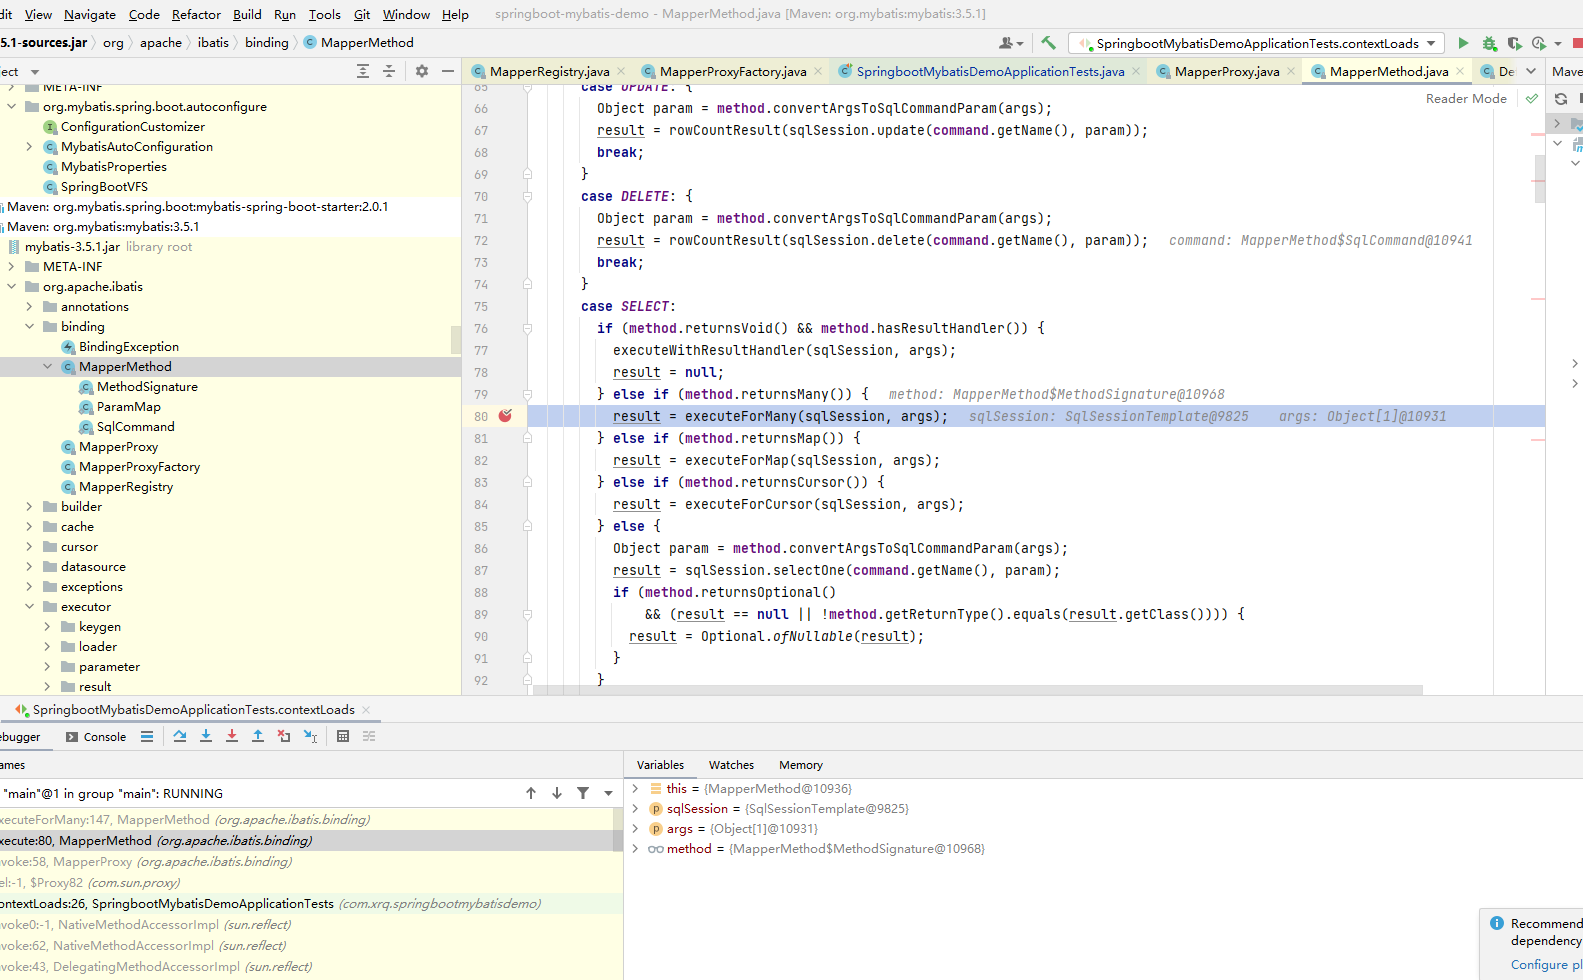 dit View Navigate Code Refactor Build Run Tools Git Window Help springboot-mybatis-demo - MapperMethod.java [Maven: org.mybatis:mybatis:3.5.1]
5.1-sources.jar org apache ibatis binding MapperMethod SpringbootMybatisDemoApplicationTests.contextLoads
ect MapperRegistry.java MapperProxyFactory.java SpringbootMybatisDemoApplicationTests.java MapperProxy.java MapperMethod.java De Mave
META-INF
org.mybatis.spring.boot.autoconfigure
ConfigurationCustomizer
MybatisAutoConfiguration
MybatisProperties
SpringBootVFS
Maven: org.mybatis.spring.boot:mybatis-spring-boot-starter:2.0.1
Maven: org.mybatis:mybatis:3.5.1
mybatis-3.5.1.jar library root
META-INF
org.apache.ibatis
annotations
binding
BindingException
MapperMethod
MethodSignature
ParamMap
SqlCommand
MapperProxy
MapperProxyFactory
MapperRegistry
builder
cache
cursor
datasource
exceptions
executor
keygen
loader
parameter
result
Reader Mode
65 case UPDATE: {
66 Object param = method.convertArgsToSqlCommandParam(args);
67 result = rowCountResult(sqlSession.update(command.getName(), param));
68 break;
69 }
70 case DELETE: {
71 Object param = method.convertArgsToSqlCommandParam(args);
72 result = rowCountResult(sqlSession.delete(command.getName(), param)); command: MapperMethod$SqlCommand@10941
73 break;
74 }
75 case SELECT:
76 if (method.returnsVoid() && method.hasResultHandler()) {
77 executeWithResultHandler(sqlSession, args);
78 result = null;
79 } else if (method.returnsMany()) { method: MapperMethod$MethodSignature@10968
80 result = executeForMany(sqlSession, args); sqlSession: SqlSessionTemplate@9825 args: Object[1]@10931
81 } else if (method.returnsMap()) {
82 result = executeForMap(sqlSession, args);
83 } else if (method.returnsCursor()) {
84 result = executeForCursor(sqlSession, args);
85 } else {
86 Object param = method.convertArgsToSqlCommandParam(args);
87 result = sqlSession.selectOne(command.getName(), param);
88 if (method.returnsOptional()
89 && (result == null || !method.getReturnType().equals(result.getClass()))) {
90 result = Optional.ofNullable(result);
91 }
92 }
SpringbootMybatisDemoApplicationTests.contextLoads
ebugger Console
ames
"main"@1 in group "main": RUNNING
xecuteForMany:147, MapperMethod (org.apache.ibatis.binding)
xecute:80, MapperMethod (org.apache.ibatis.binding)
voke:58, MapperProxy (org.apache.ibatis.binding)
el:-1, $Proxy82 (com.sun.proxy)
ontextLoads:26, SpringbootMybatisDemoApplicationTests (com.xrq.springbootmybatisdemo)
voke0:-1, NativeMethodAccessorImpl (sun.reflect)
voke:62, NativeMethodAccessorImpl (sun.reflect)
voke:43, DelegatingMethodAccessorImpl (sun.reflect)
Variables Watches Memory
this = {MapperMethod@10936}
sqlSession = {SqlSessionTemplate@9825}
args = {Object[1]@10931}
method = {MapperMethod$MethodSignature@10968}
Recommend
dependency
Configure pl